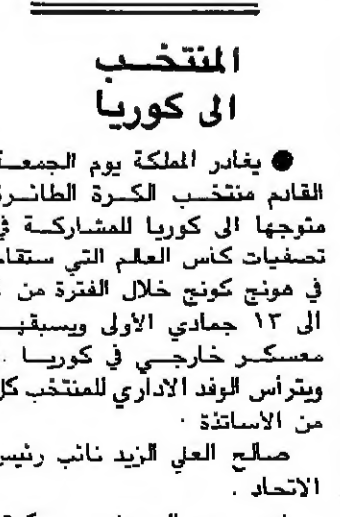 المنتخب
الى كوريا
● يغادر المملكة يوم الجمعة
القادم منتخب الكرة الطائرة
متوجها الى كوريا للمشاركة في
تصفيات كأس العالم التي ستقام
في هونج كونج خلال الفترة من
الى ١٣ جمادي الأولى ويسبقها
معسكر خارجي في كوريا .
ويترأس الوفد الاداري للمنتخب كل
من الاساتذة ·
صالح العلي الزيد نائب رئيس
الاتحاد .